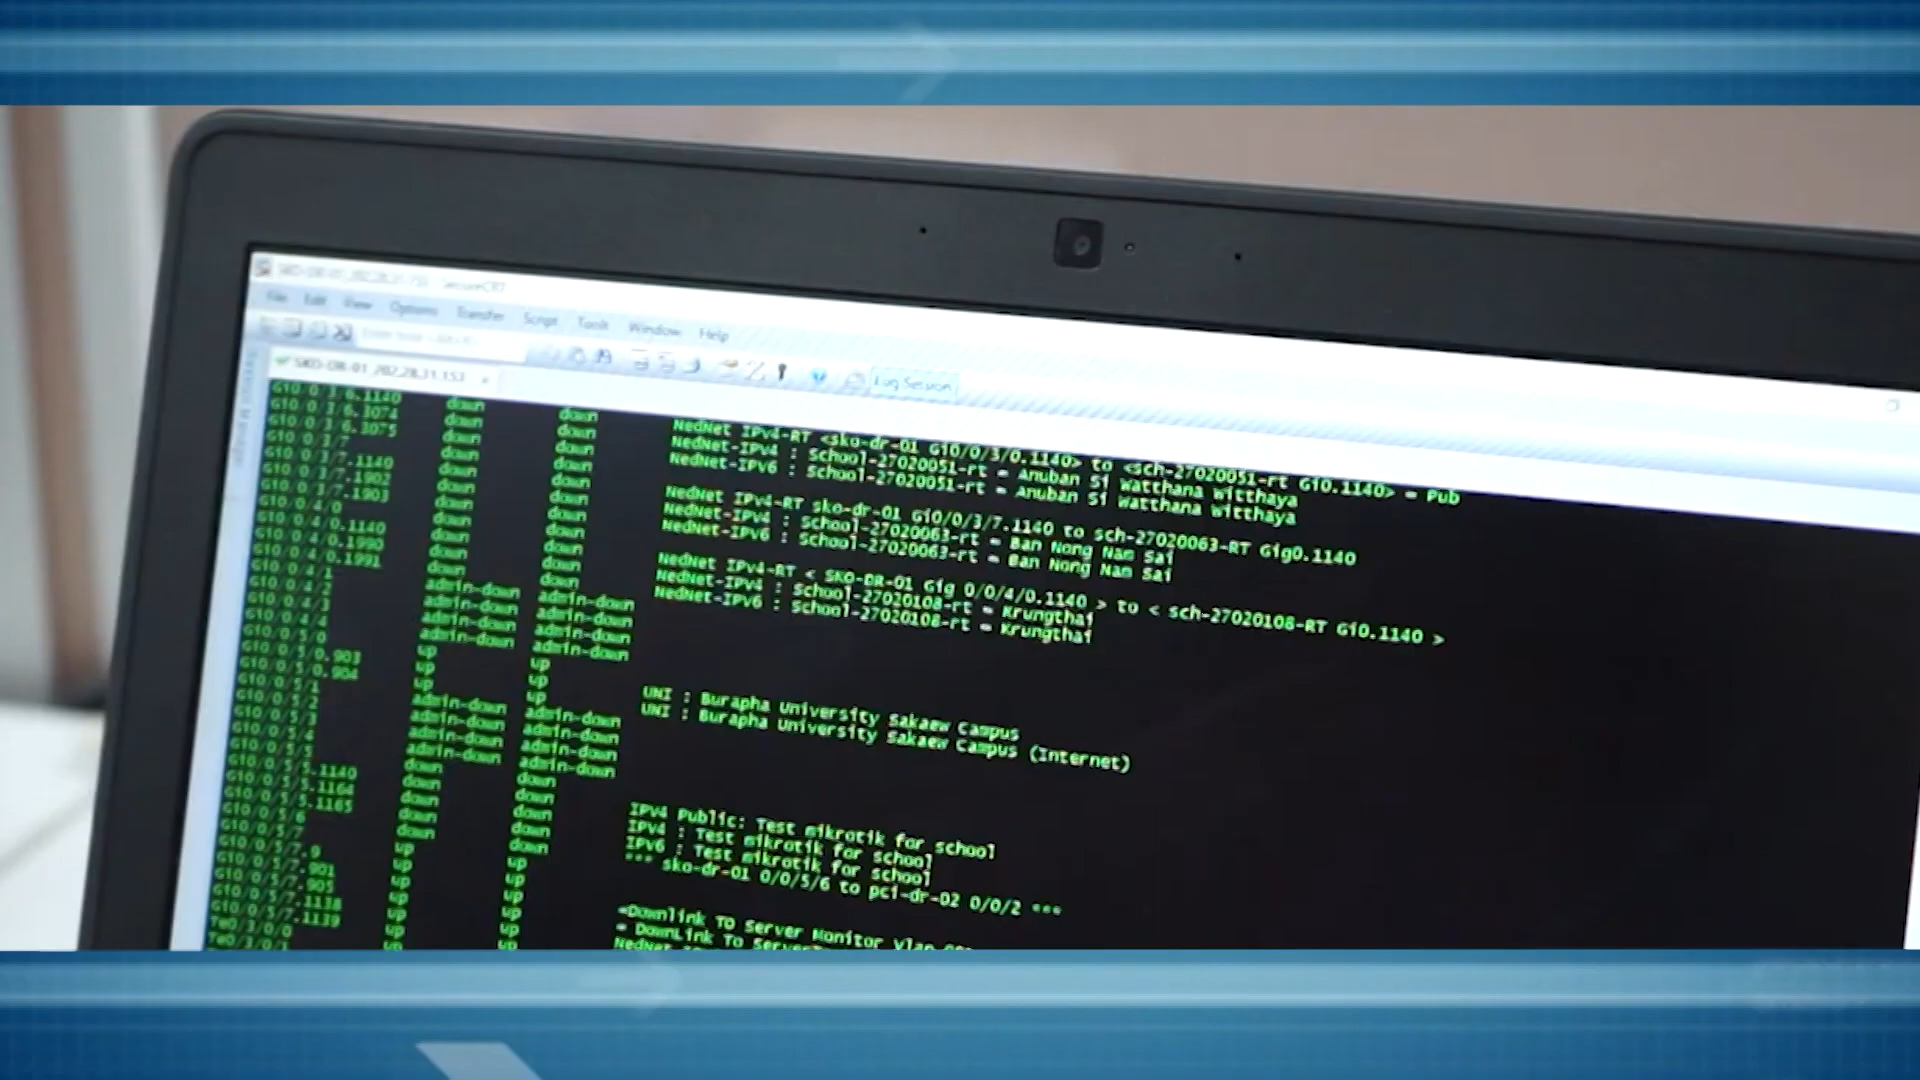 SecureCRT
File Edit View Options Transfer Script Tools Window Help
Log Session
SKO-DR-01 202.28.31.153
Gi0/0/3/6.1140 down down
Gi0/0/3/6.3074 down down
Gi0/0/3/6.3075 down down NedNet IPv4-RT <sko-dr-01 Gi0/0/3/0.1140> to <sch-27020051-rt Gi0.1140> = Pub
Gi0/0/3/7 down down NedNet-IPv4 : School-27020051-rt = Anuban Si Watthana Witthaya
Gi0/0/3/7.1140 down down NedNet-IPv6 : School-27020051-rt = Anuban Si Watthana Witthaya
Gi0/0/3/7.1902 down down
Gi0/0/3/7.1903 down down NedNet IPv4-RT sko-dr-01 Gi0/0/3/7.1140 to sch-27020063-RT Gig0.1140
Gi0/0/4/0 down down NedNet-IPv4 : School-27020063-rt = Ban Nong Nam Sai
Gi0/0/4/0.1140 down down NedNet-IPv6 : School-27020063-rt = Ban Nong Nam Sai
Gi0/0/4/0.1990 down down
Gi0/0/4/0.1991 down down NedNet IPv4-RT < SKO-DR-01 Gig 0/0/4/0.1140 > to < sch-27020108-RT Gi0.1140 >
Gi0/0/4/1 admin-down admin-down NedNet-IPv4 : School-27020108-rt = Krungthai
Gi0/0/4/2 admin-down admin-down NedNet-IPv6 : School-27020108-rt = Krungthai
Gi0/0/4/3 admin-down admin-down
Gi0/0/4/4 admin-down admin-down
Gi0/0/5/0 up up
Gi0/0/5/0.903 up up UNI : Burapha University Sakaew Campus
Gi0/0/5/0.904 up up UNI : Burapha University Sakaew Campus (Internet)
Gi0/0/5/1 admin-down admin-down
Gi0/0/5/2 admin-down admin-down
Gi0/0/5/3 admin-down admin-down
Gi0/0/5/4 admin-down admin-down
Gi0/0/5/5 down down
Gi0/0/5/5.1140 down down IPv4 Public: Test mikrotik for school
Gi0/0/5/5.1164 down down IPv4 : Test mikrotik for school
Gi0/0/5/5.1165 down down IPv6 : Test mikrotik for school
Gi0/0/5/6 up up *** sko-dr-01 0/0/5/6 to pci-dr-02 0/0/2 ***
Gi0/0/5/7 up up
Gi0/0/5/7.9 up up =Downlink TO Server Monitor vlan
Gi0/0/5/7.901 up up = DownLink To
Gi0/0/5/7.905 up up
Gi0/0/5/7.1138
Gi0/0/5/7.1139
Te0/3/0/0
Te0/3/0/1